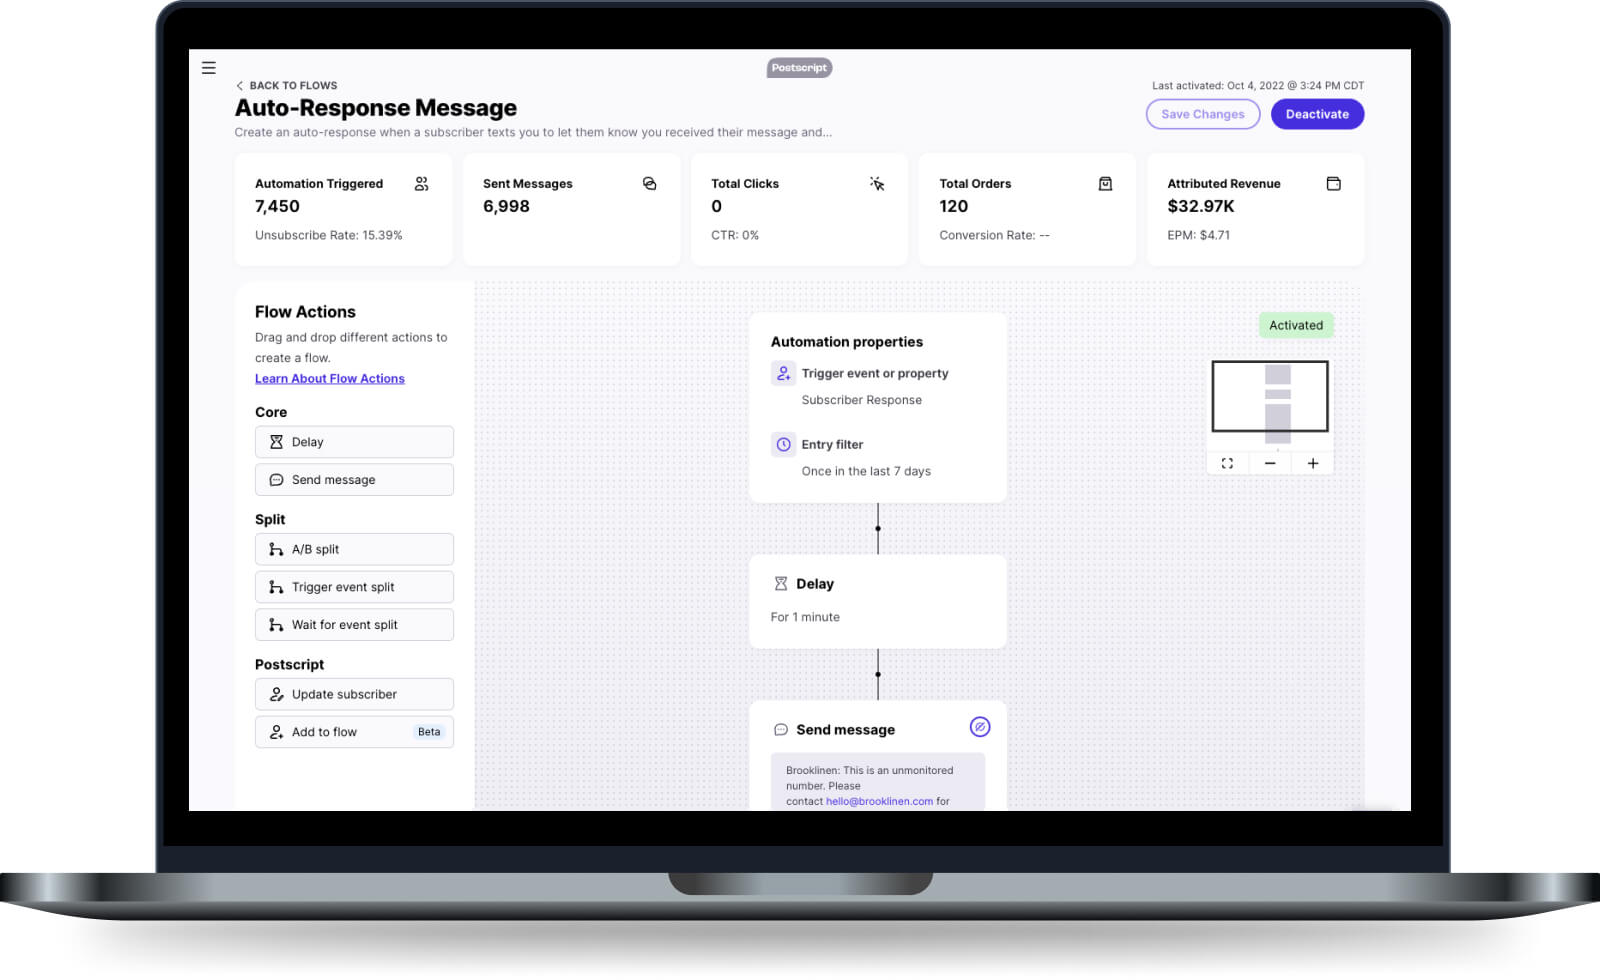 Postscript
BACK TO FLOWS
Last activated: Oct 4, 2022 @ 3:24 PM CDT
Auto-Response Message
Save Changes
Deactivate
Create an auto-response when a subscriber texts you to let them know you received their message and...
Automation Triggered
7,450
Unsubscribe Rate: 15.39%
Sent Messages
6,998
Total Clicks
0
CTR: 0%
Total Orders
120
Conversion Rate: --
Attributed Revenue
$32.97K
EPM: $4.71
Flow Actions
Drag and drop different actions to
create a flow.
Learn About Flow Actions
Core
Delay
Send message
Split
A/B split
Trigger event split
Wait for event split
Postscript
Update subscriber
Add to flow
Beta
Automation properties
Trigger event or property
Subscriber Response
Entry filter
Once in the last 7 days
Delay
For 1 minute
Send message
Brooklinen: This is an unmonitored
number. Please
contact hello@brooklinen.com for
Activated